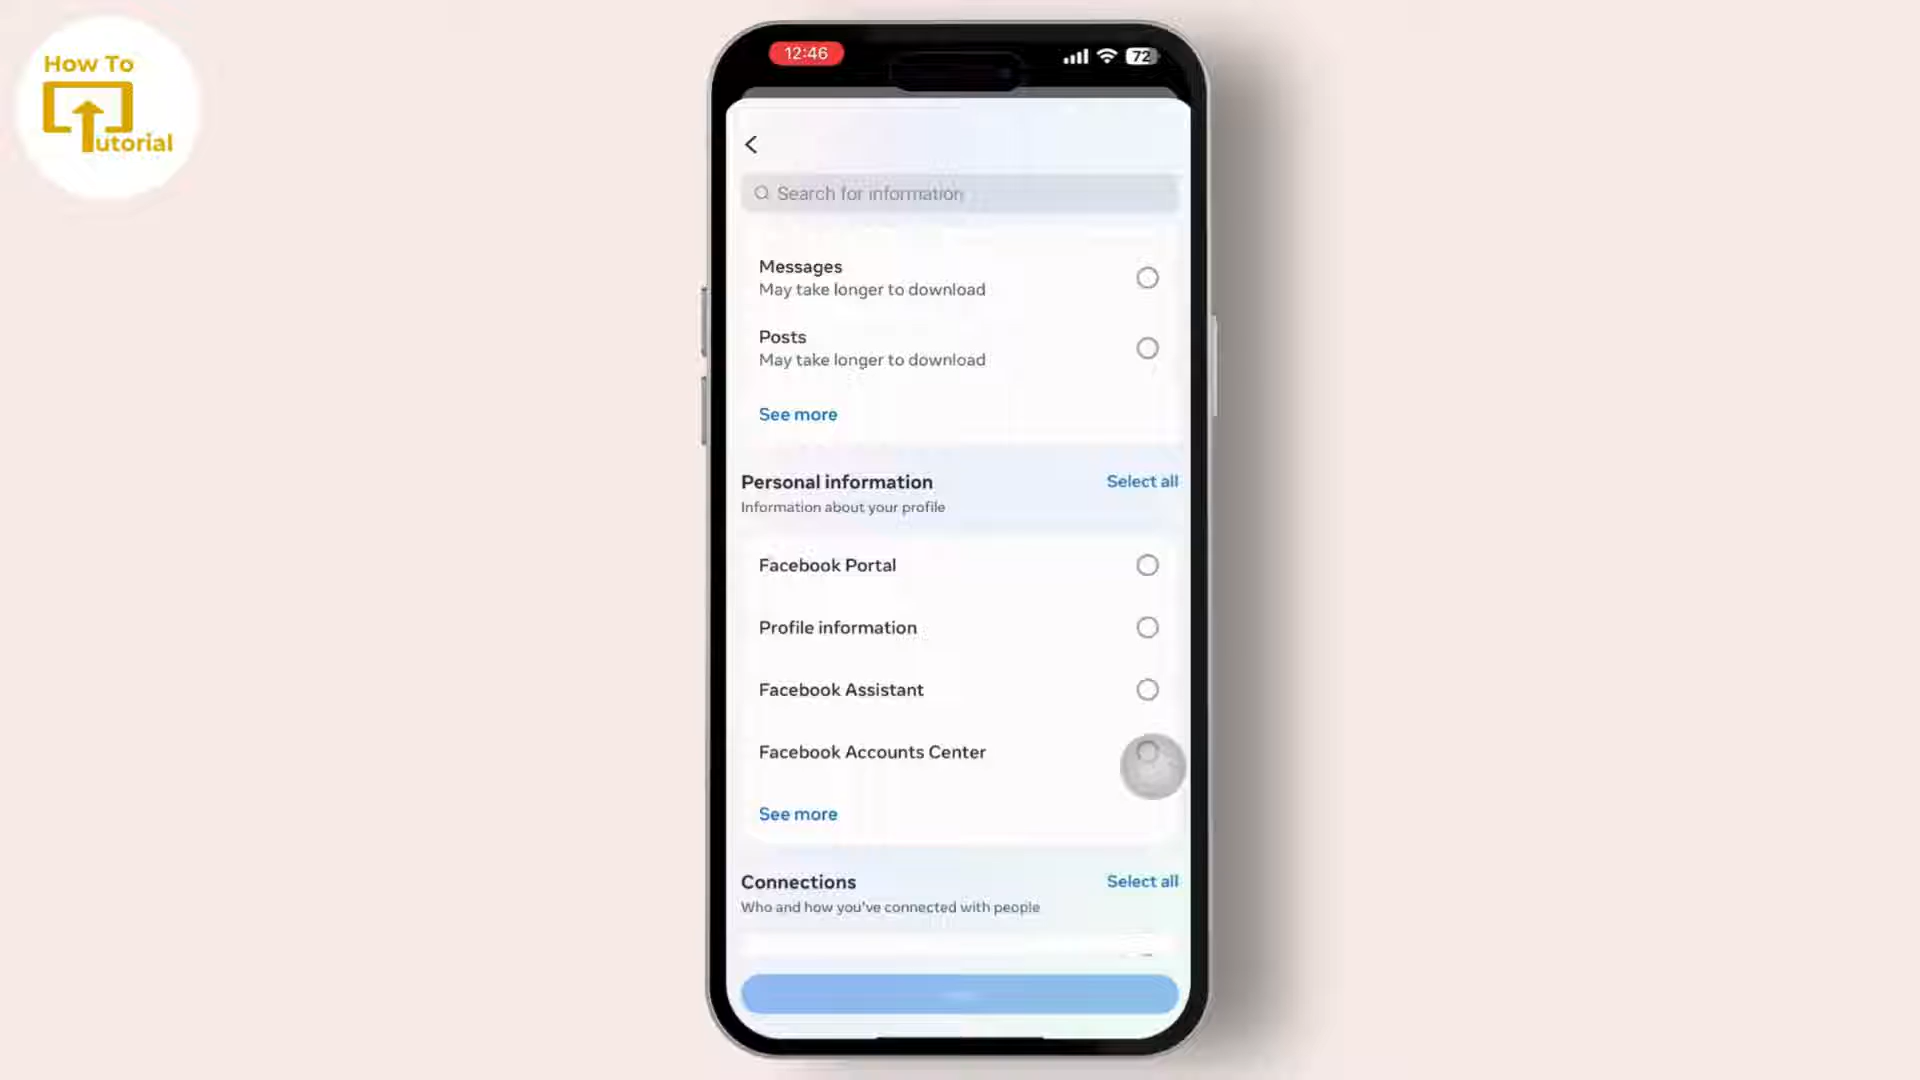 How To
utorial
12:46
72
Search for information
Messages
May take longer to download
Posts
May take longer to download
See more
Personal information
Select all
Information about your profile
Facebook Portal
Profile information
Facebook Assistant
Facebook Accounts Center
See more
Connections
Select all
Who and how you've connected with people